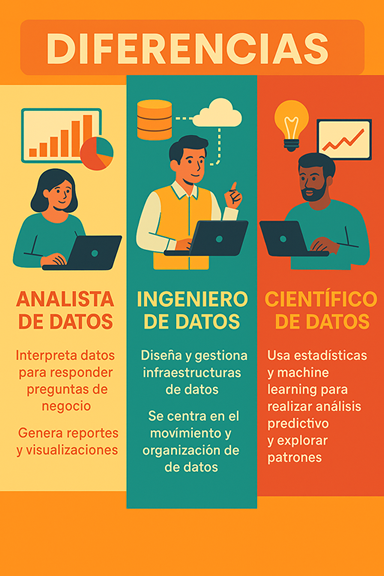 DIFERENCIAS
ANALISTA
DE DATOS
Interpreta datos
para responder
preguntas de
negocio
Genera reportes
y visualizaciones
INGENIERO
DE DATOS
Diseña y gestiona
infraestructuras
de datos
Se centra en el
movímiento y
organización de
de datos
CIENTÍFICO
DE DATOS
Usa estadísticas
y machine
learning para
realizar análisis
predictivo
y explorar
patrones